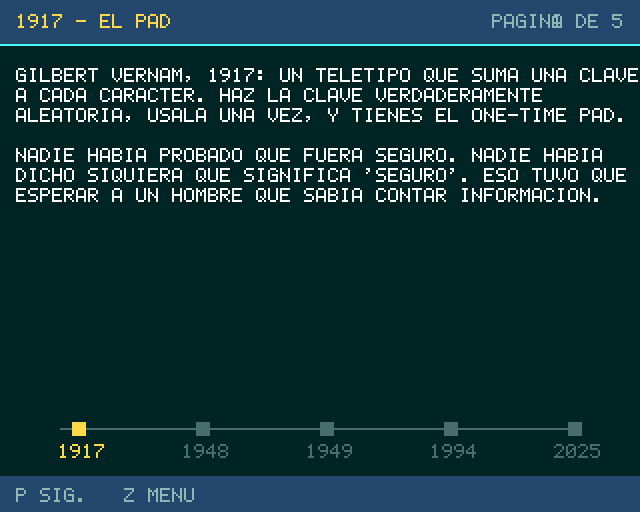 1917 - EL PAD
PAGINA DE 5
GILBERT VERNAM, 1917: UN TELETIPO QUE SUMA UNA CLAVE
A CADA CARACTER. HAZ LA CLAVE VERDADERAMENTE
ALEATORIA, USALA UNA VEZ, Y TIENES EL ONE-TIME PAD.
NADIE HABIA PROBADO QUE FUERA SEGURO. NADIE HABIA
DICHO SIQUIERA QUE SIGNIFICA 'SEGURO'. ESO TUVO QUE
ESPERAR A UN HOMBRE QUE SABIA CONTAR INFORMACION.
1917 1948 1949 1994 2025
P SIG. Z MENU